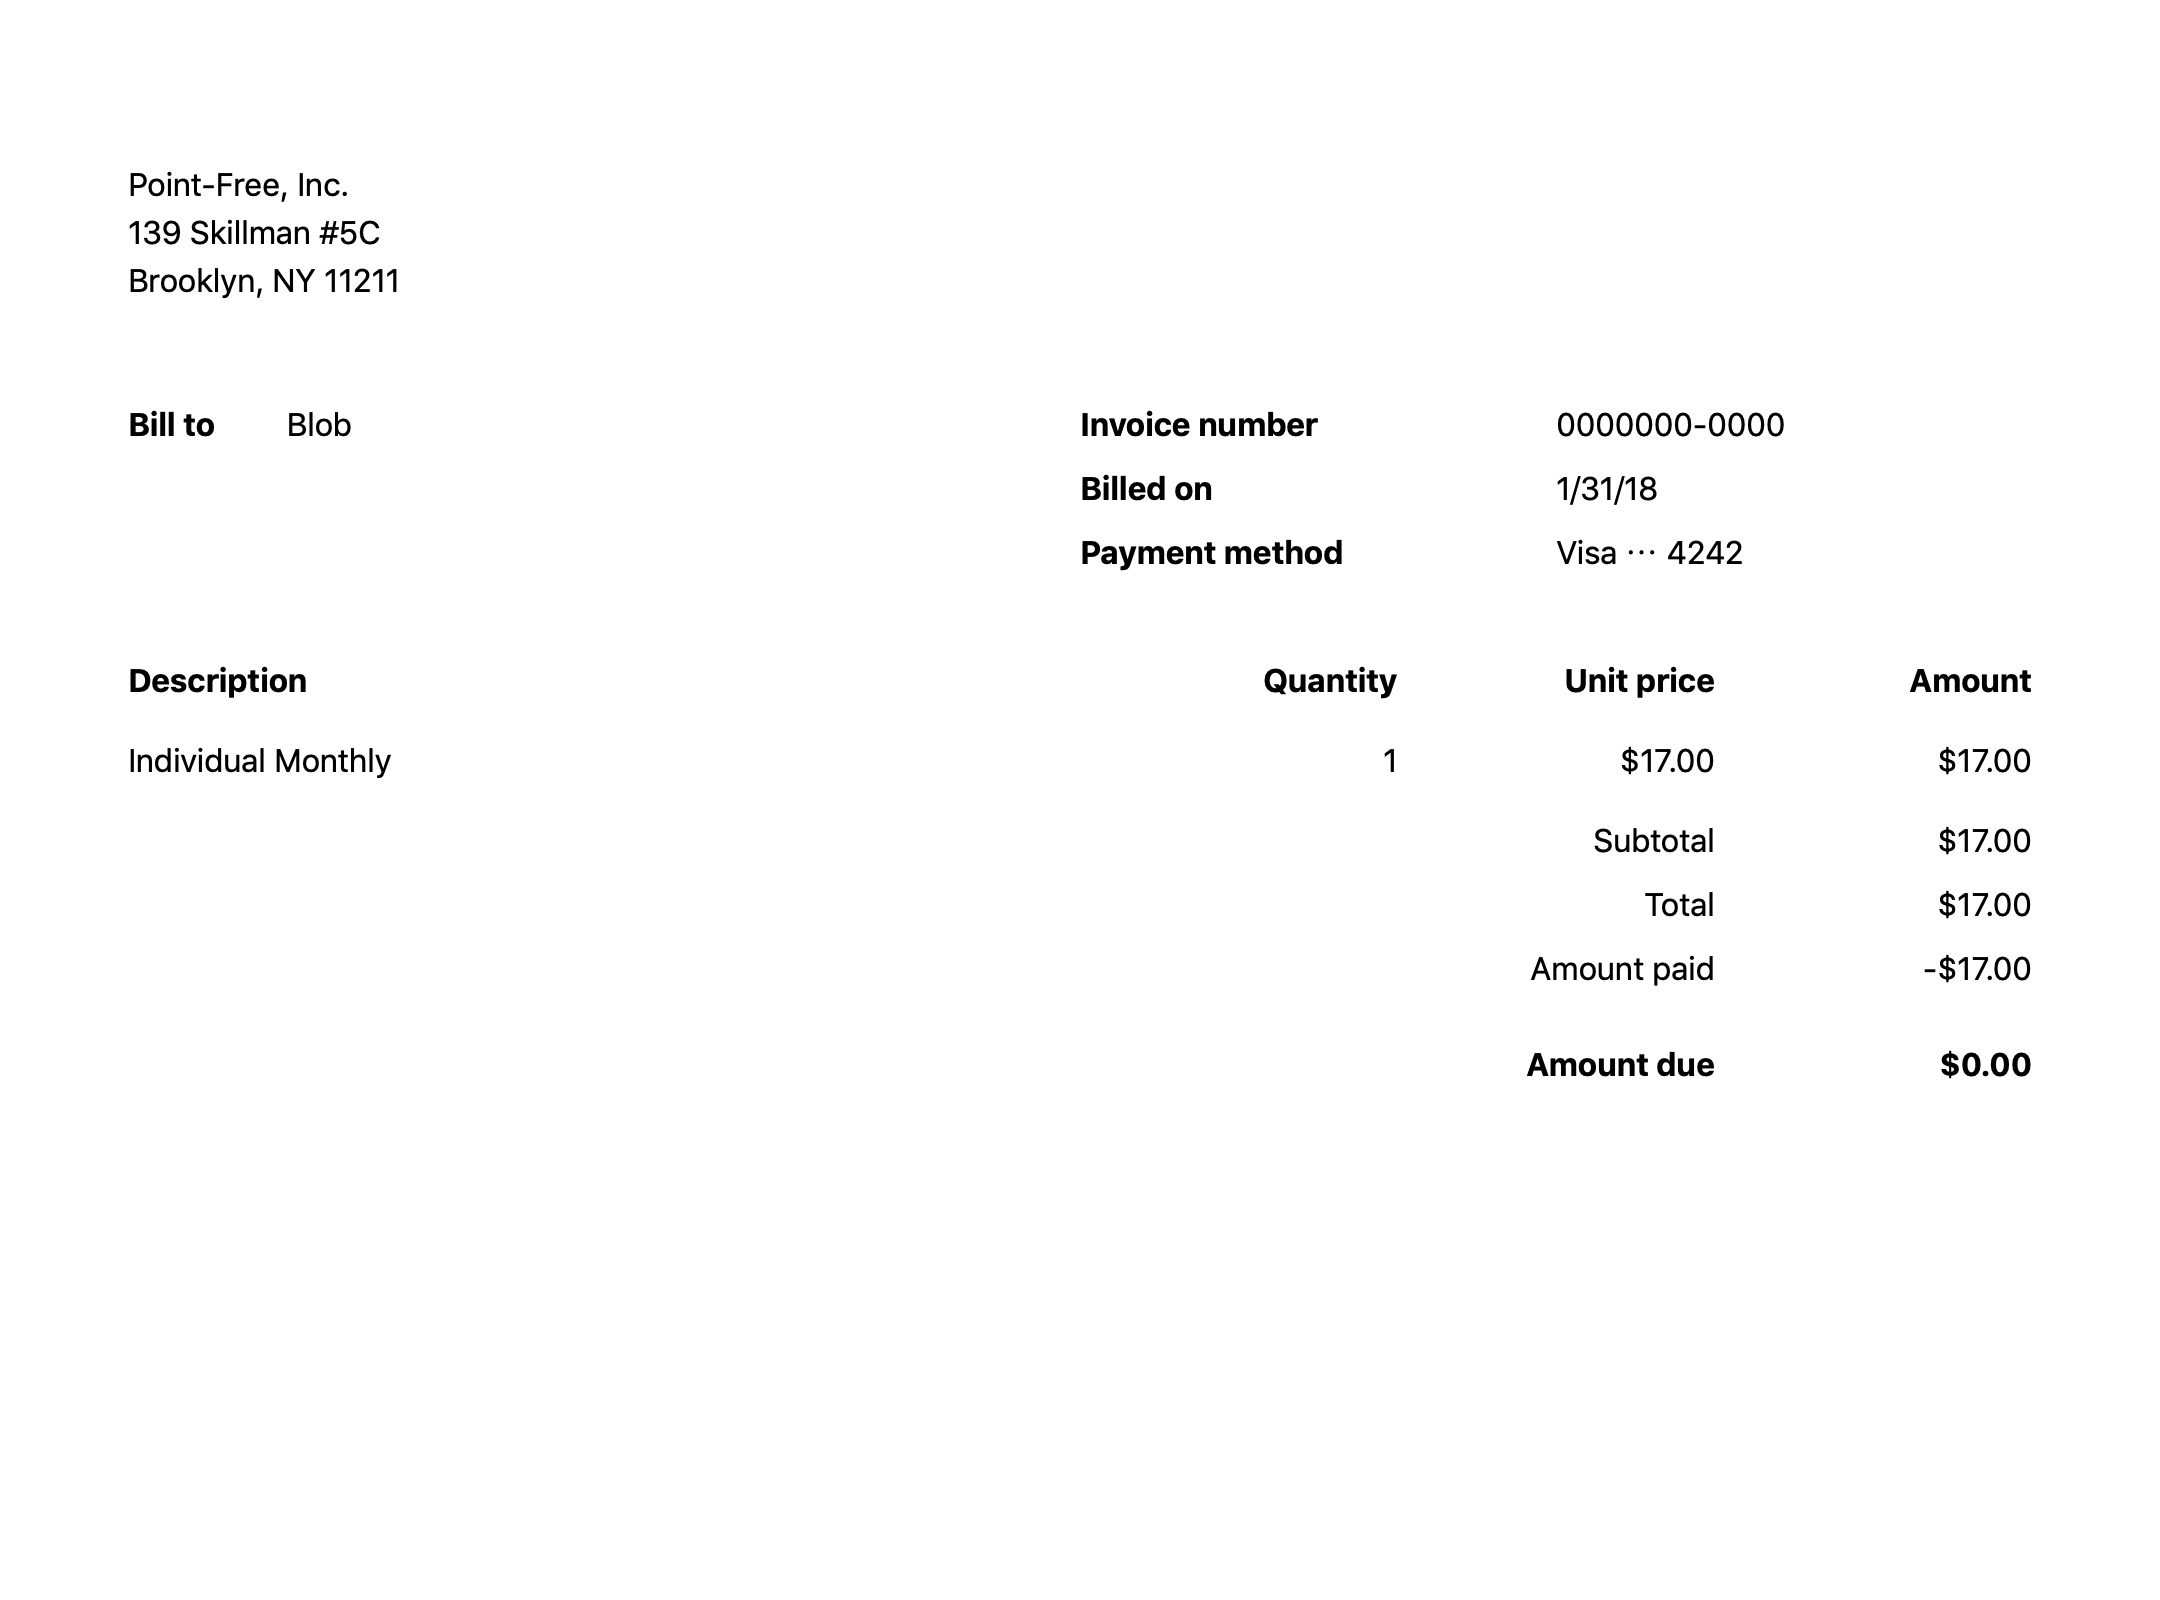 Point-Free, Inc.
139 Skillman #5C
Brooklyn, NY 11211
Bill to Blob
Invoice number 0000000-0000
Billed on 1/31/18
Payment method Visa ··· 4242
Description Quantity Unit price Amount
Individual Monthly 1 $17.00 $17.00
Subtotal $17.00
Total $17.00
Amount paid -$17.00
Amount due $0.00